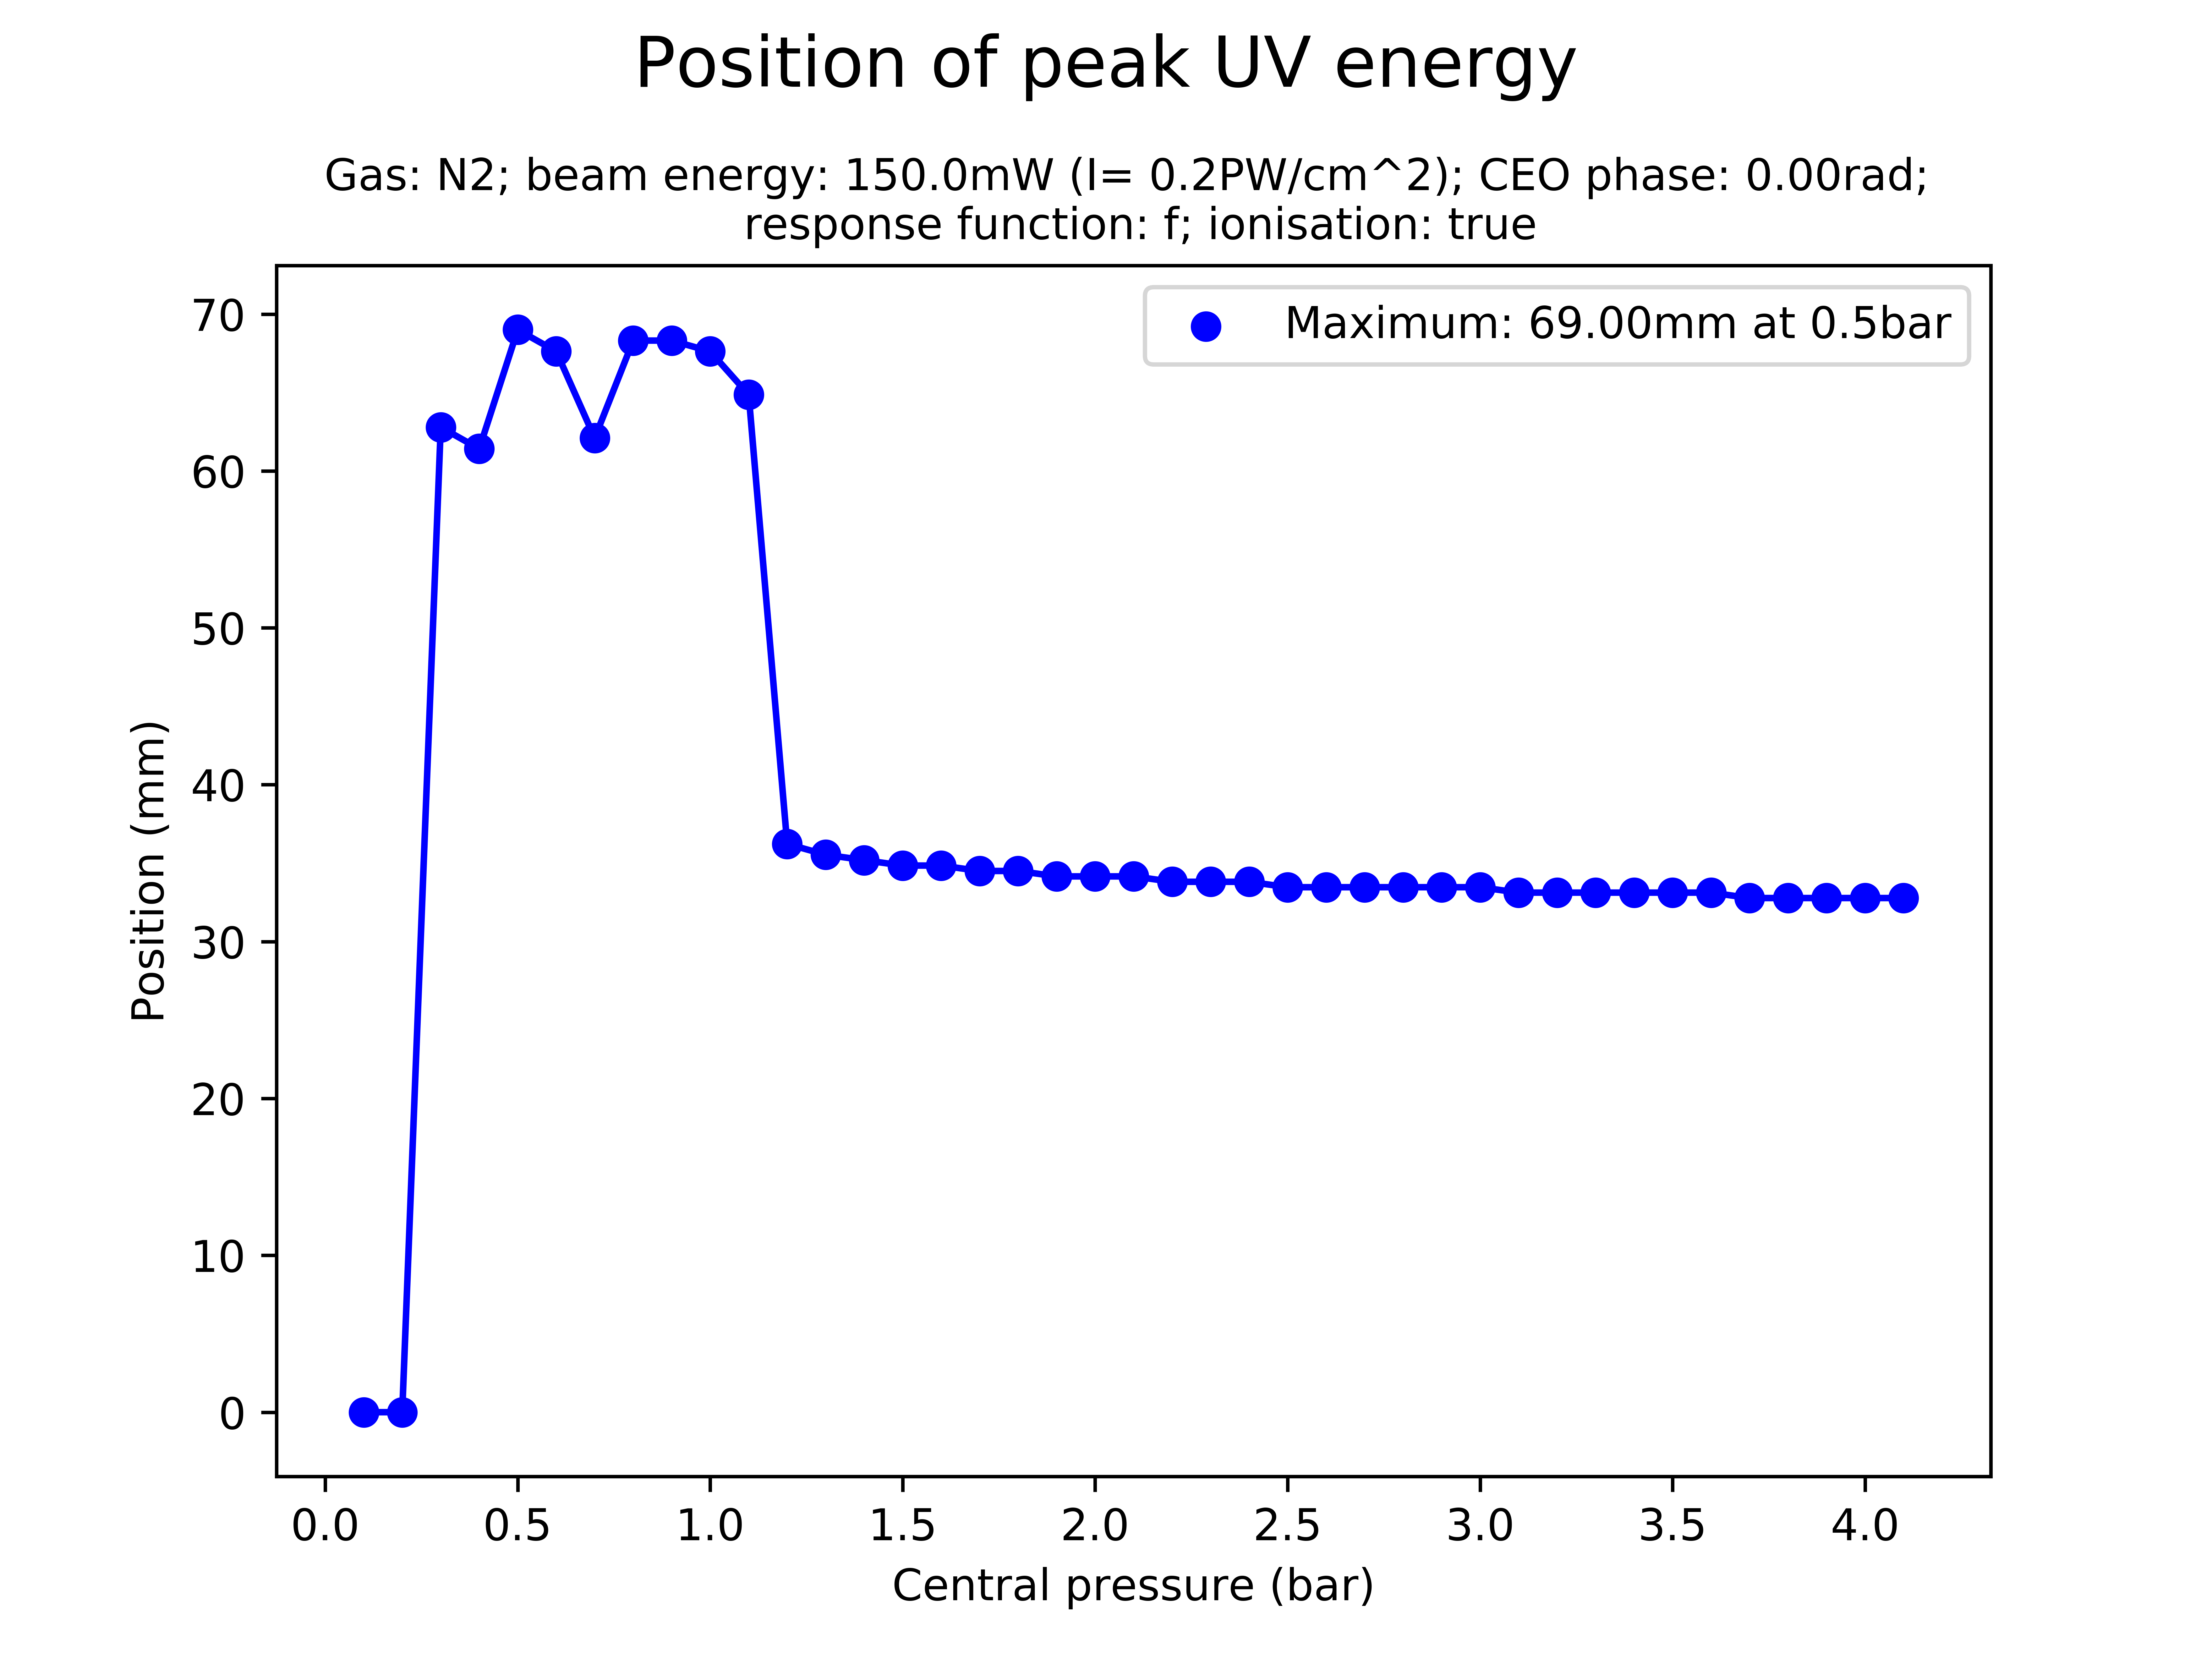 Position of peak UV energy
Gas: N2; beam energy: 150.0mW (I= 0.2PW/cm^2); CEO phase: 0.00rad;
response function: f; ionisation: true
Maximum: 69.00mm at 0.5bar
70
60
50
40
30
20
10
0
Position (mm)
0.0 0.5 1.0 1.5 2.0 2.5 3.0 3.5 4.0
Central pressure (bar)